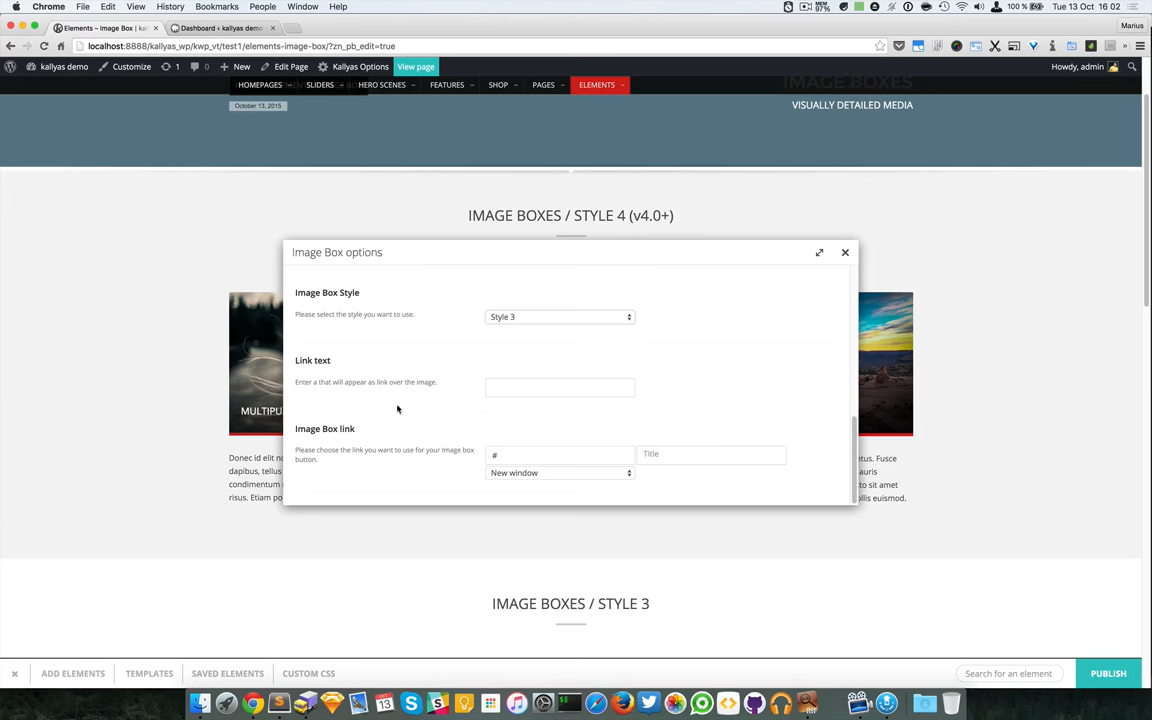 Chrome File Edit View History Bookmarks People Window Help
MEM 97% 100 % Tue 13 Oct 16 02
Elements – Image Box | kal Dashboard ‹ kallyas demo Marius
localhost:8888/kallyas_wp/kwp_vt/test1/elements-image-box/?zn_pb_edit=true
kallyas demo Customize 1 0 New Edit Page Kallyas Options View page Howdy, admin
IMAGE BOXES
HOMEPAGES SLIDERS HERO SCENES FEATURES SHOP PAGES ELEMENTS
October 13, 2015 VISUALLY DETAILED MEDIA
IMAGE BOXES / STYLE 4 (v4.0+)
Image Box options
Image Box Style
Please select the style you want to use. Style 3
Link text
Enter a that will appear as link over the image.
MULTIPU
Image Box link
Please choose the link you want to use for your Image box button. # Title
New window
Donec id elit no
dapibus, tellus
condimentum
risus. Etiam po
etus. Fusce
auris
sto sit amet
llis euismod.
IMAGE BOXES / STYLE 3
ADD ELEMENTS TEMPLATES SAVED ELEMENTS CUSTOM CSS Search for an element PUBLISH